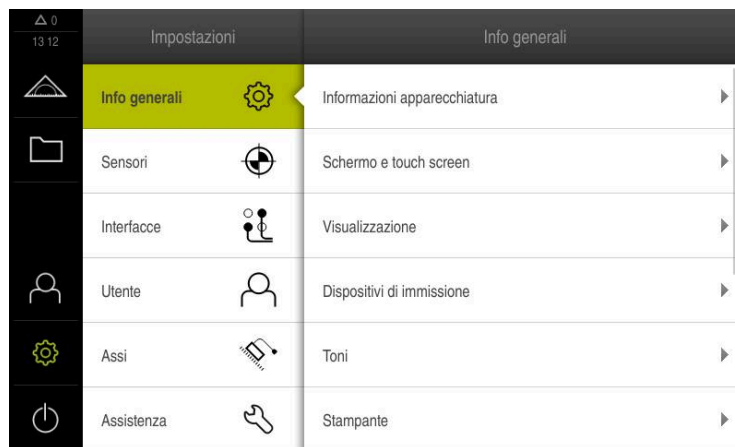 0
13 12
Impostazioni
Info generali
Info generali
Sensori
Interfacce
Utente
Assi
Assistenza
Informazioni apparecchiatura
Schermo e touch screen
Visualizzazione
Dispositivi di immissione
Toni
Stampante